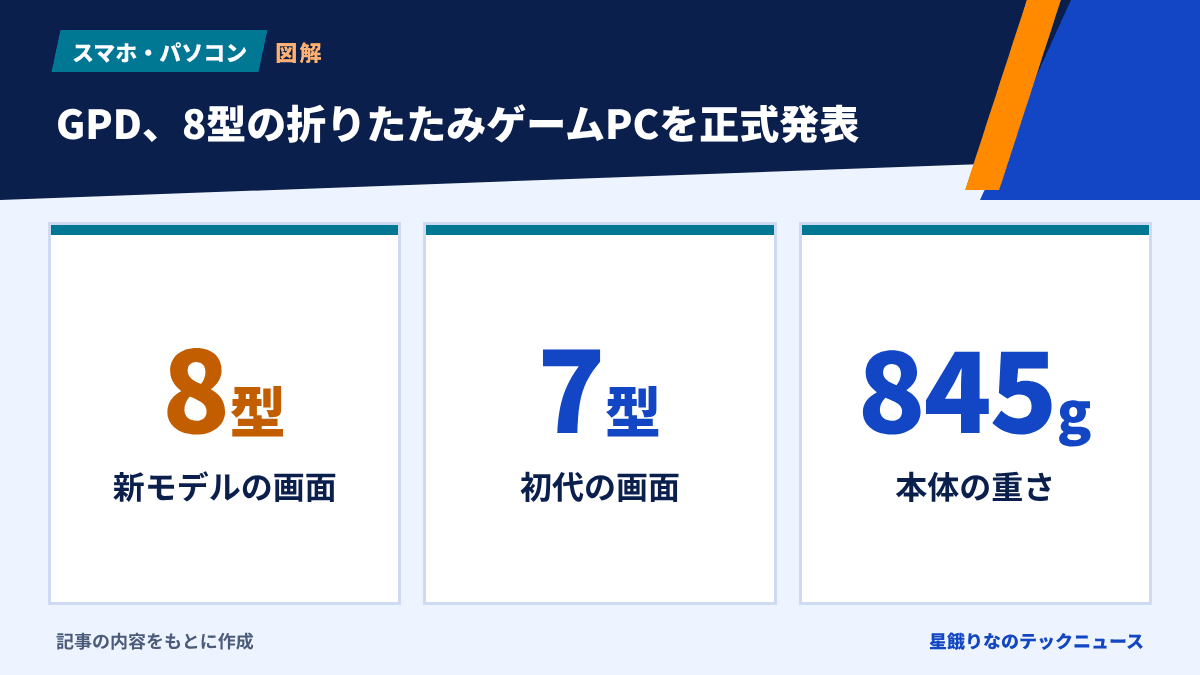 スマホ・パソコン 図解
GPD、8型の折りたたみゲームPCを正式発表
8型
新モデルの画面
7型
初代の画面
845g
本体の重さ
記事の内容をもとに作成
星餓りなのテックニュース